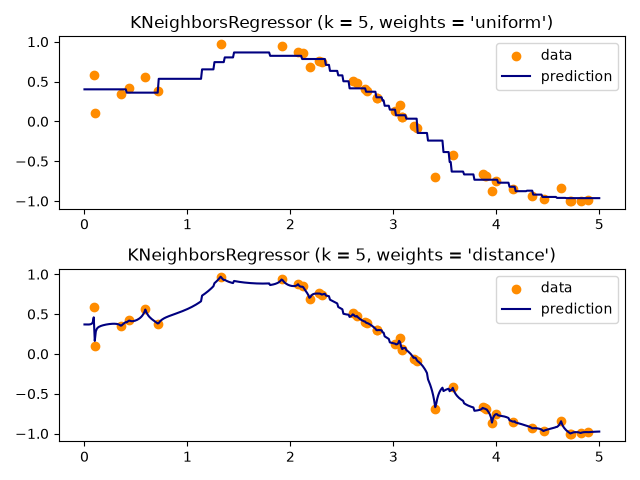 KNeighborsRegressor (k = 5, weights = 'uniform')
1.0
0.5
0.0
−0.5
−1.0
data
prediction
0 1 2 3 4 5
KNeighborsRegressor (k = 5, weights = 'distance')
1.0
0.5
0.0
−0.5
−1.0
data
prediction
0 1 2 3 4 5